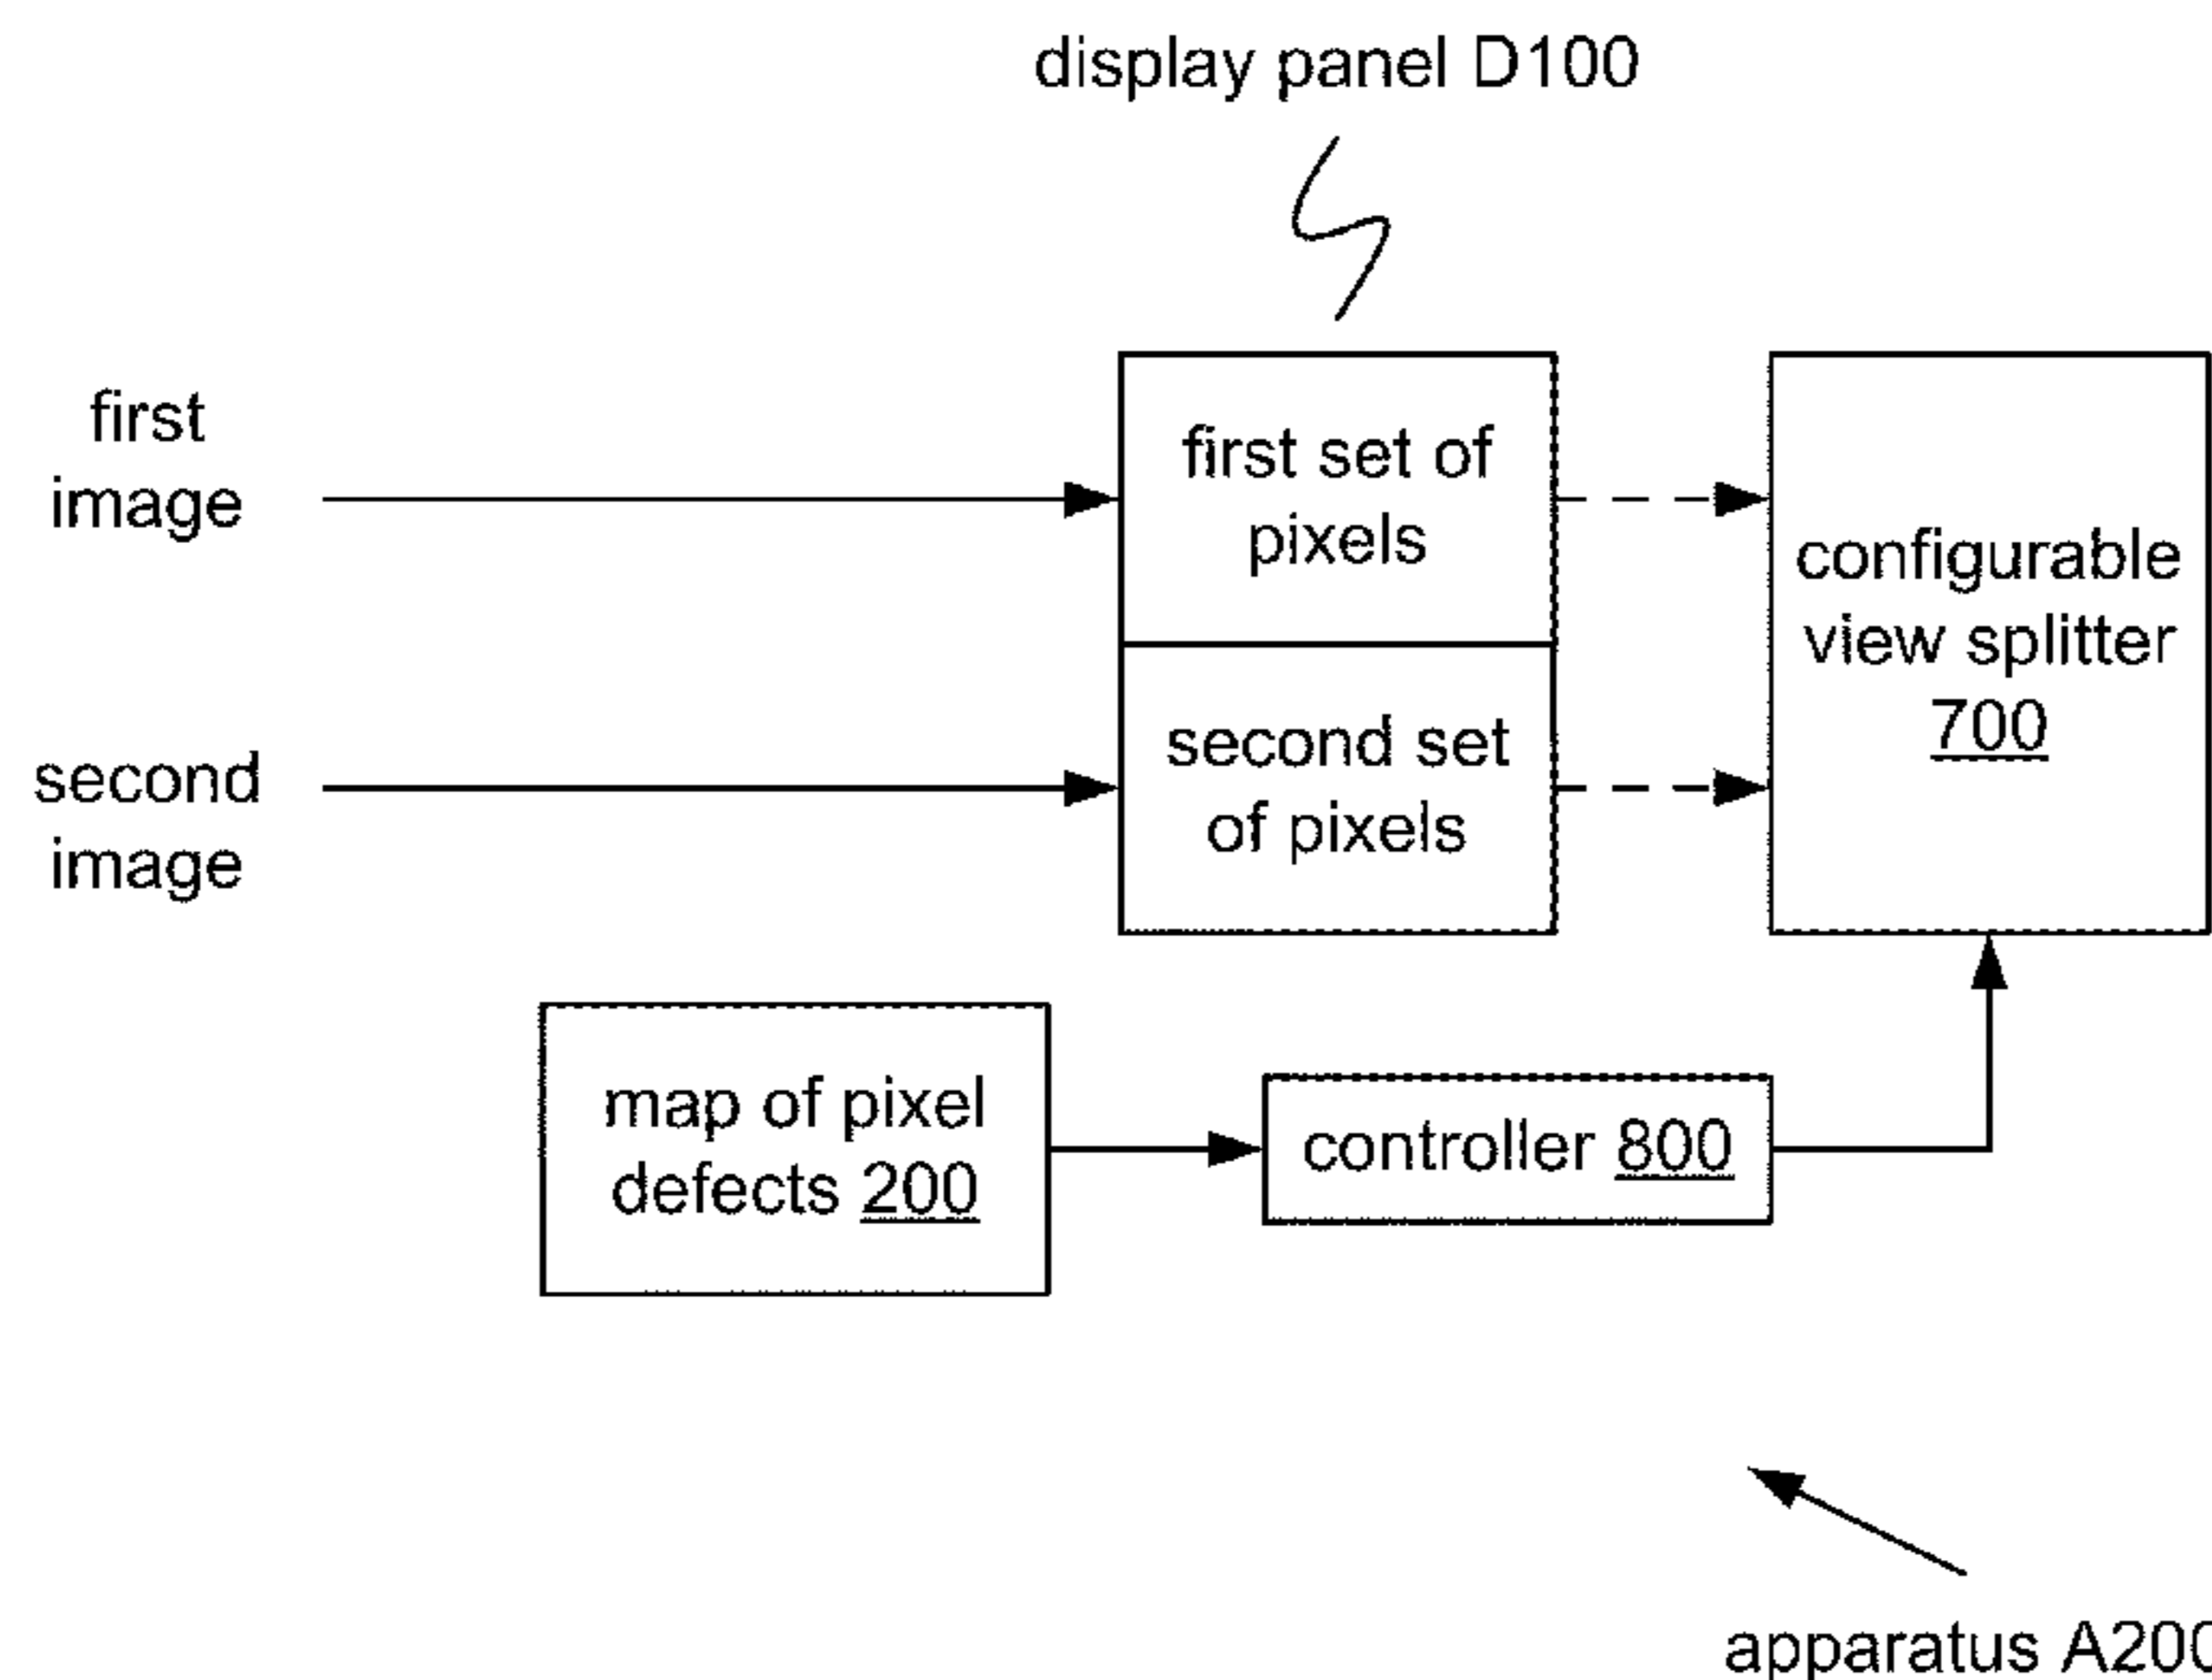 display panel D100
first
image
first set of
pixels
configurable
view splitter
700
second
image
second set
of pixels
map of pixel
defects 200
controller 800
apparatus A200